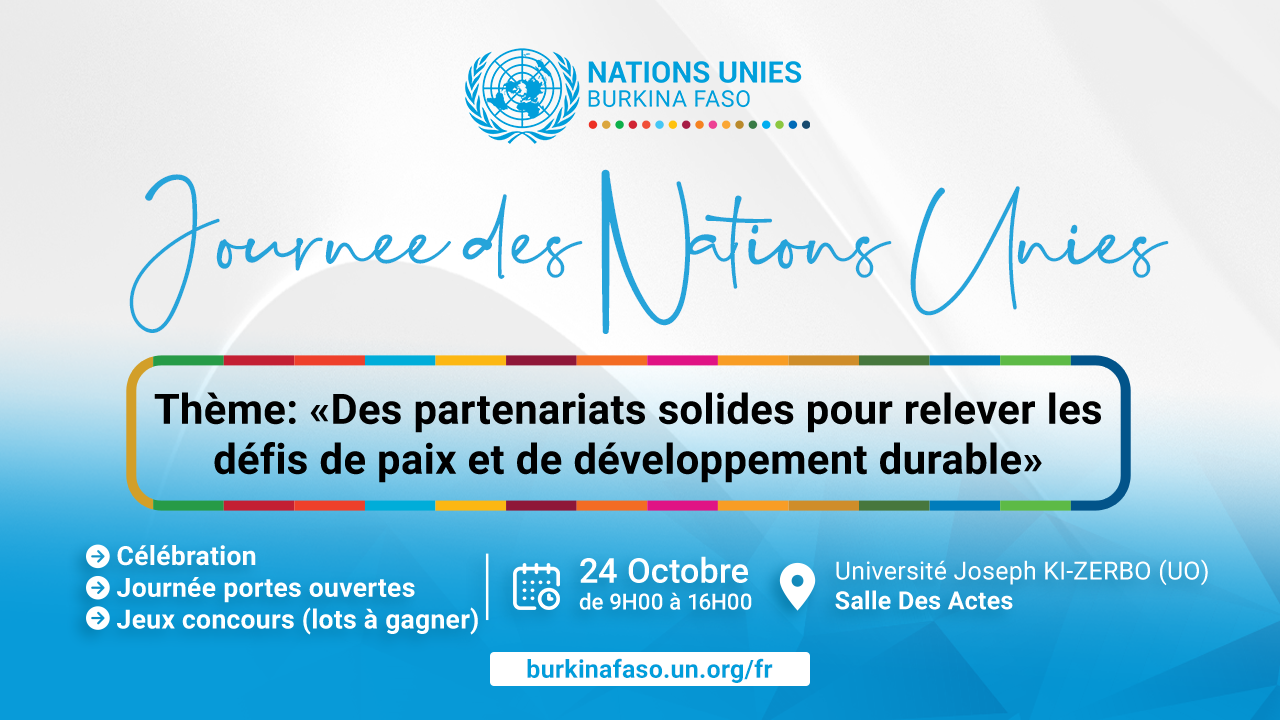 NATIONS UNIES
BURKINA FASO
Journee des Nations Unies
Thème: «Des partenariats solides pour relever les
défis de paix et de développement durable»
Célébration
Journée portes ouvertes
Jeux concours (lots à gagner)
24 Octobre
de 9H00 à 16H00
Université Joseph KI-ZERBO (UO)
Salle Des Actes
burkinafaso.un.org/fr